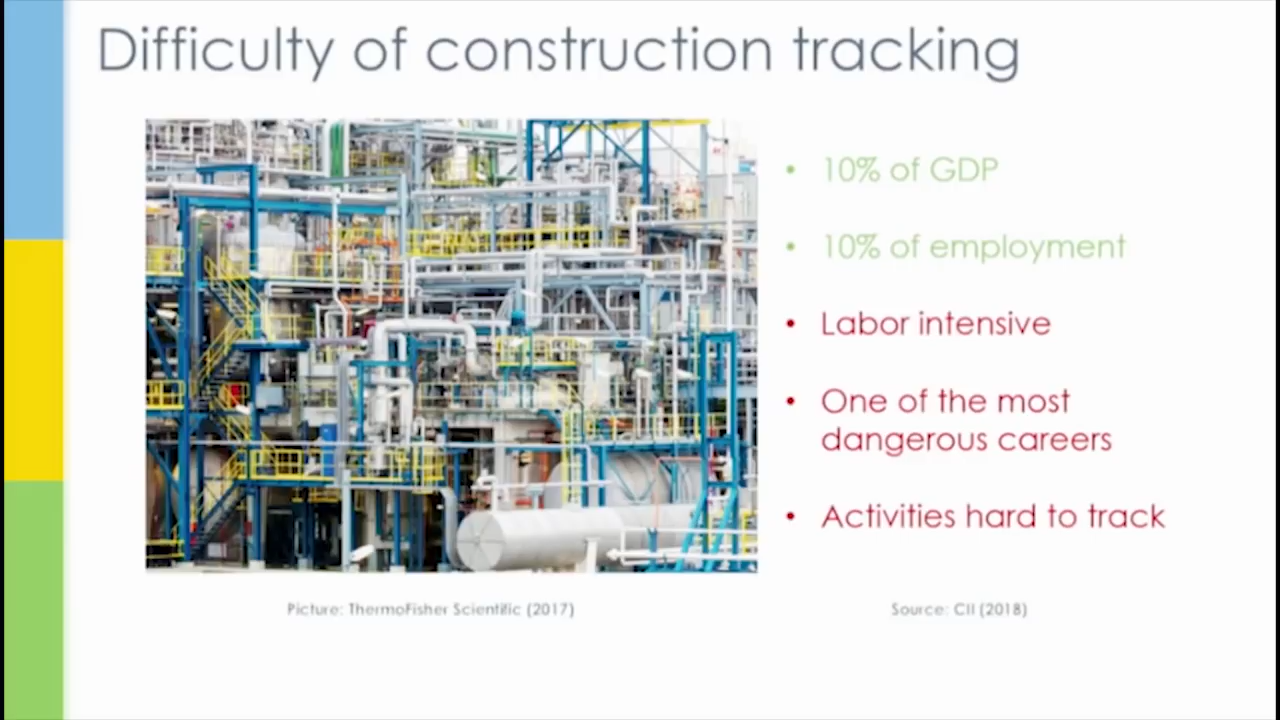 Difficulty of construction tracking
• 10% of GDP
• 10% of employment
• Labor intensive
• One of the most
dangerous careers
• Activities hard to track
Picture: ThermoFisher Scientific (2017)
Source: CII (2018)